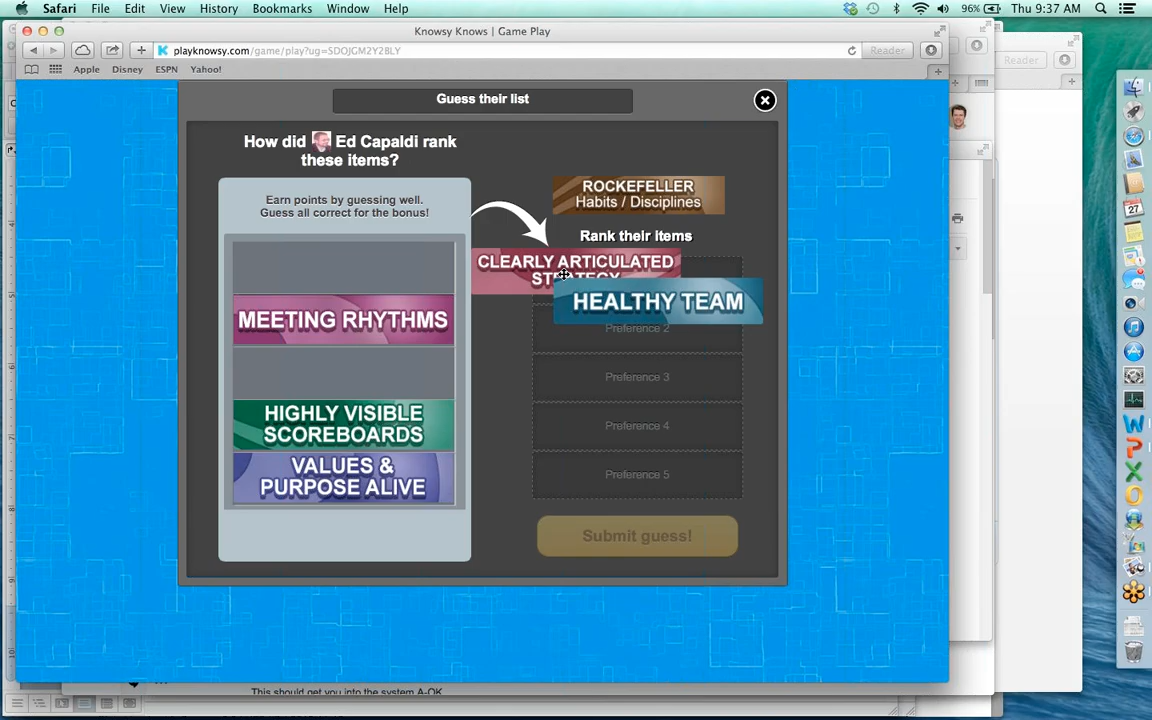 Safari File Edit View History Bookmarks Window Help
96% Thu 9:37 AM
Knowsy Knows | Game Play
playknowsy.com/game/play?ug=SDOJGM2Y2BLY
Reader
Reader
Apple Disney ESPN Yahoo!
Guess their list
How did Ed Capaldi rank
these items?
Earn points by guessing well.
Guess all correct for the bonus!
MEETING RHYTHMS
HIGHLY VISIBLE
SCOREBOARDS
VALUES &
PURPOSE ALIVE
ROCKEFELLER
Habits / Disciplines
Rank their items
CLEARLY ARTICULATED
STRATEGY
HEALTHY TEAM
Preference 2
Preference 3
Preference 4
Preference 5
Submit guess!
27
This should get you into the system A-OK